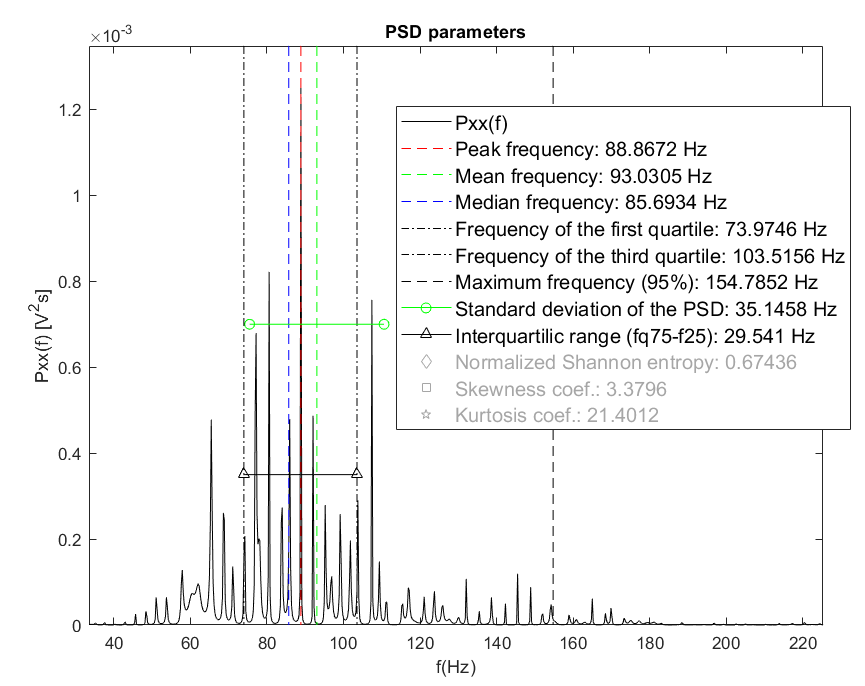 PSD parameters
×10⁻³
1.2
1
0.8
0.6
0.4
0.2
0
Pxx(f) [V²s]
40 60 80 100 120 140 160 180 200 220
f(Hz)
Pxx(f)
Peak frequency: 88.8672 Hz
Mean frequency: 93.0305 Hz
Median frequency: 85.6934 Hz
Frequency of the first quartile: 73.9746 Hz
Frequency of the third quartile: 103.5156 Hz
Maximum frequency (95%): 154.7852 Hz
Standard deviation of the PSD: 35.1458 Hz
Interquartilic range (fq75-f25): 29.541 Hz
Normalized Shannon entropy: 0.67436
Skewness coef.: 3.3796
Kurtosis coef.: 21.4012